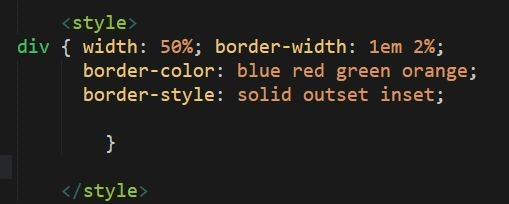 <style>
div { width: 50%; border-width: 1em 2%;
border-color: blue red green orange;
border-style: solid outset inset;
}
</style>